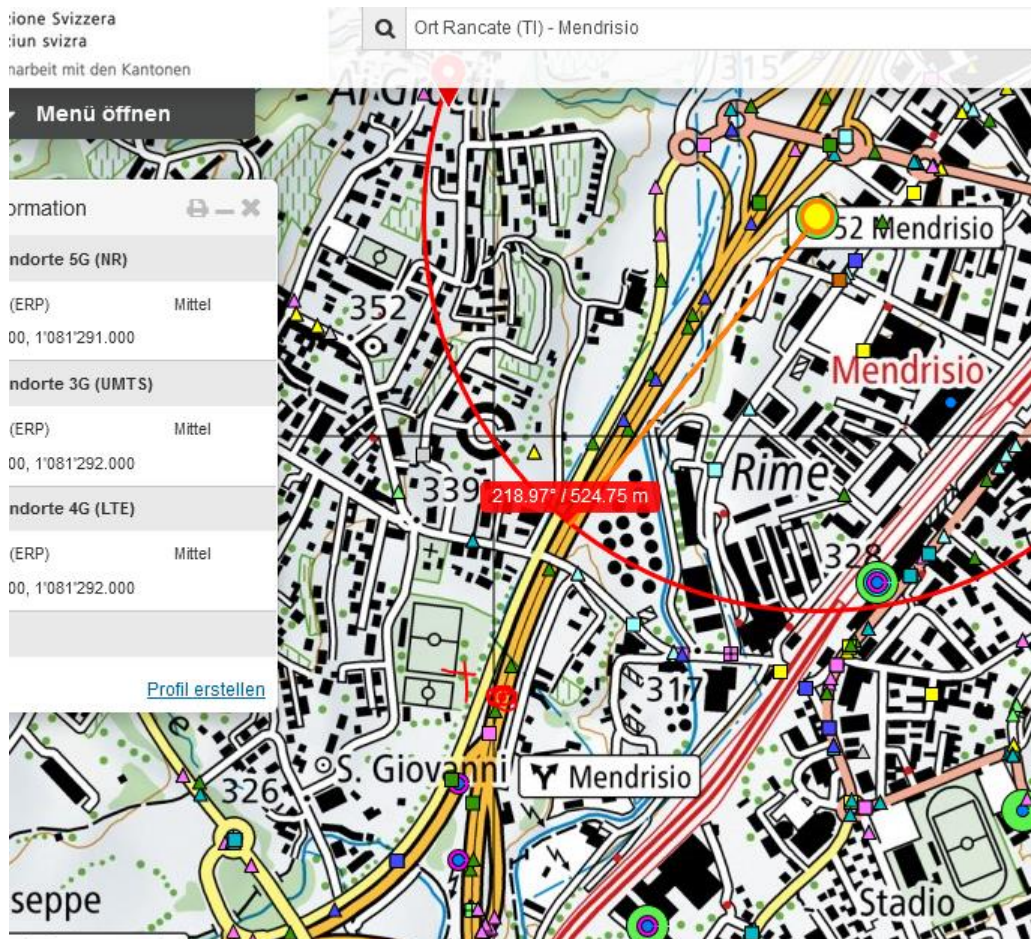 ione Svizzera
iun svizra
narbeit mit den Kantonen
Ort Rancate (TI) - Mendrisio
Menü öffnen
Ai Grotti
315
ormation
ndorte 5G (NR)
(ERP) Mittel
00, 1'081'291.000
ndorte 3G (UMTS)
(ERP) Mittel
00, 1'081'292.000
ndorte 4G (LTE)
(ERP) Mittel
00, 1'081'292.000
Profil erstellen
52 Mendrisio
352
Mendrisio
339
218.97° / 524.75 m
Rime
328
317
S. Giovanni
Mendrisio
326
seppe
Stadio